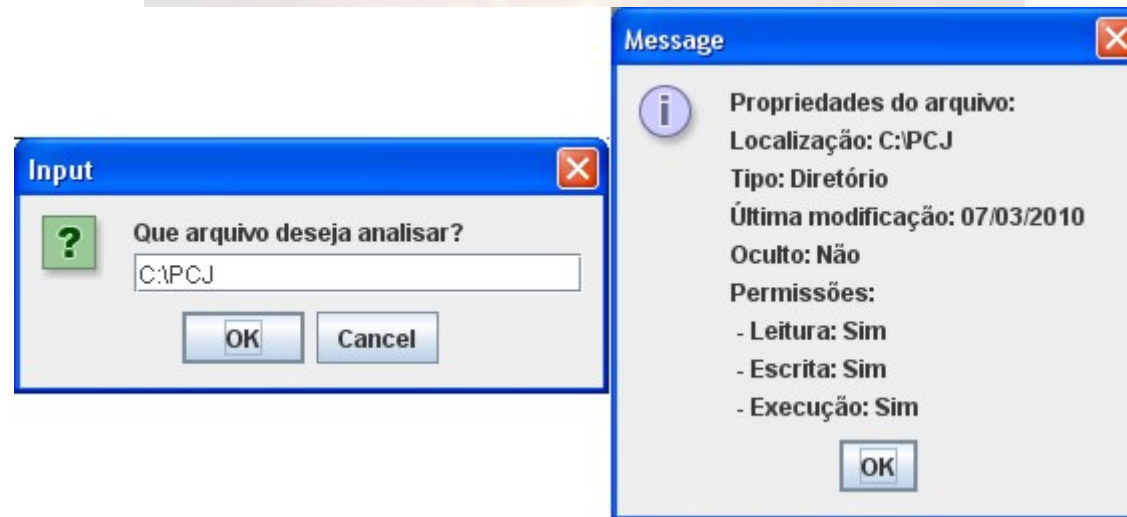 Input
Que arquivo deseja analisar?
C:\PCJ
OK
Cancel
Message
Propriedades do arquivo:
Localização: C:\PCJ
Tipo: Diretório
Última modificação: 07/03/2010
Oculto: Não
Permissões:
- Leitura: Sim
- Escrita: Sim
- Execução: Sim
OK